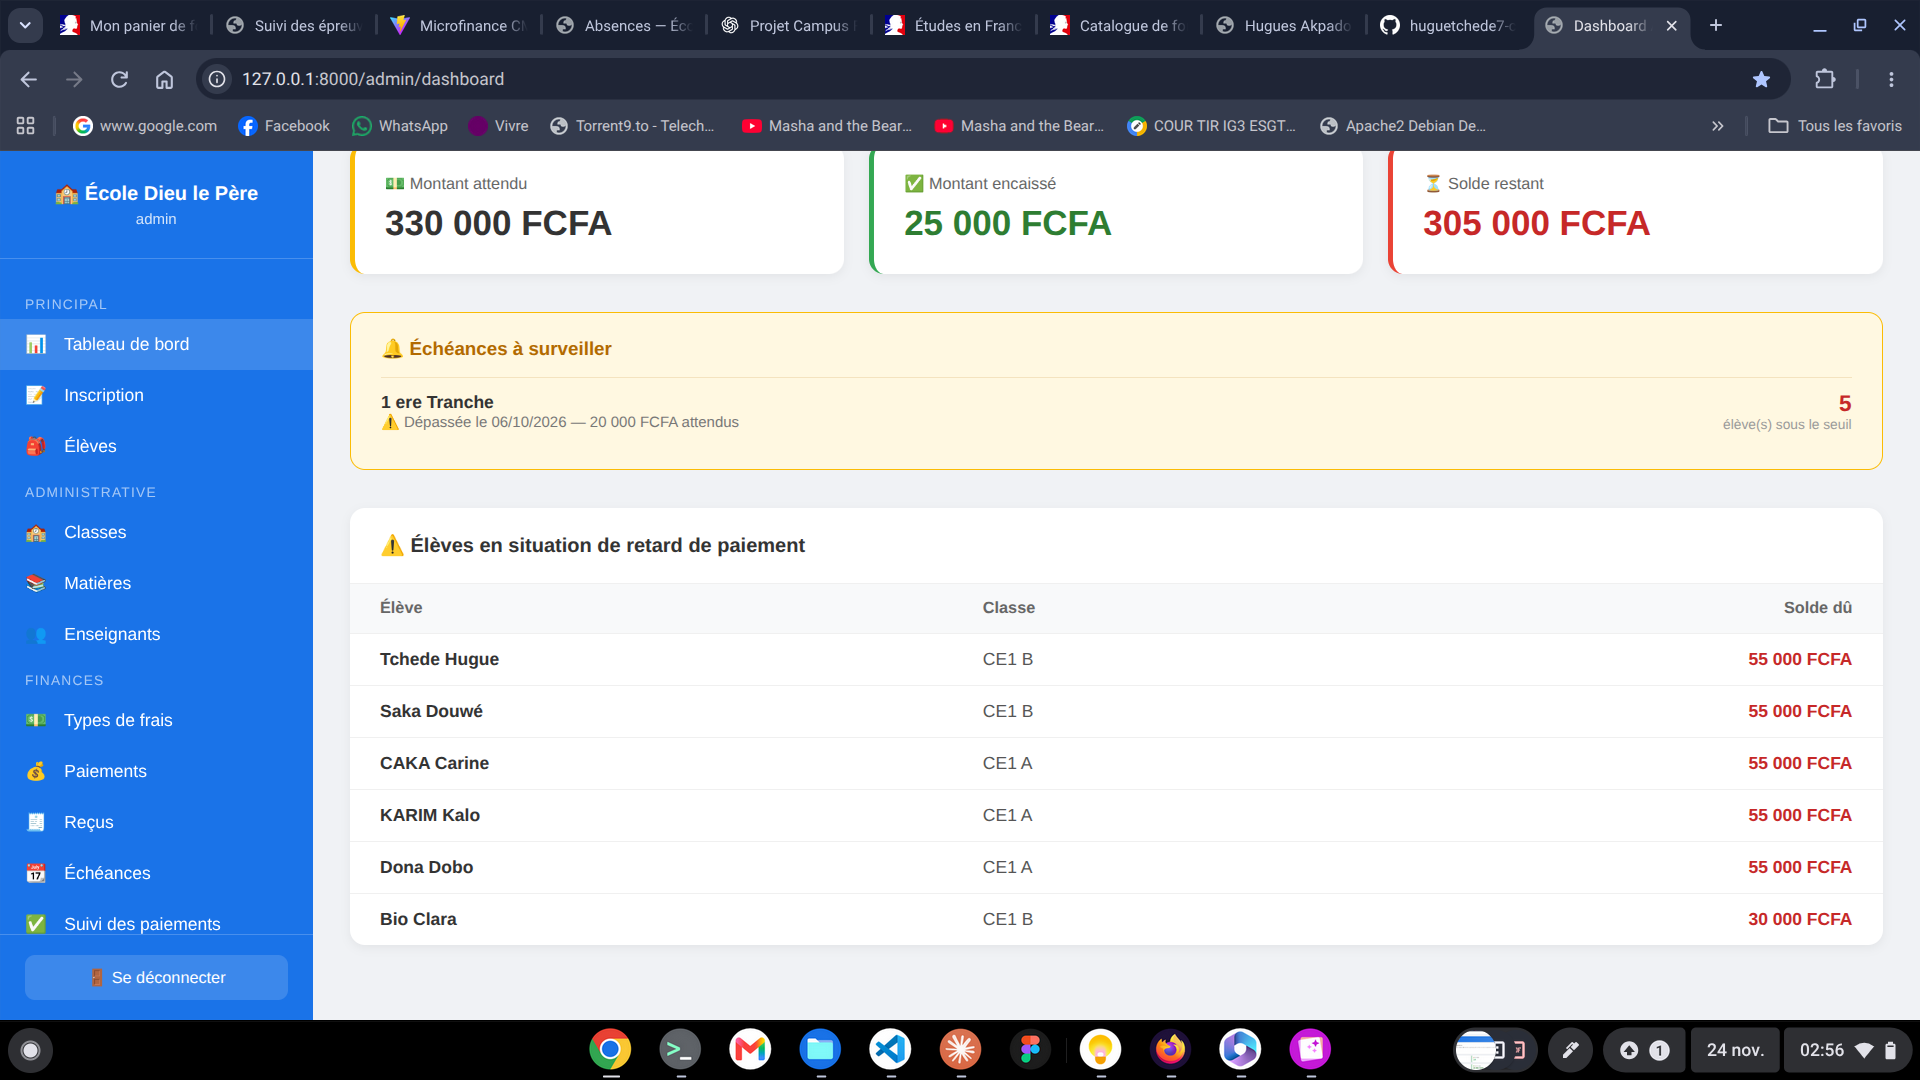 Mon panier de f
Suivi des épreuv
Microfinance CM
Absences — Éc
Projet Campus
Études en Franc
Catalogue de fo
Hugues Akpado
huguetchede7-
Dashboard
127.0.0.1:8000/admin/dashboard
www.google.com
Facebook
WhatsApp
Vivre
Torrent9.to - Telech...
Masha and the Bear...
Masha and the Bear...
COUR TIR IG3 ESGT...
Apache2 Debian De...
Tous les favoris
École Dieu le Père
admin
PRINCIPAL
Tableau de bord
Inscription
Élèves
ADMINISTRATIVE
Classes
Matières
Enseignants
FINANCES
Types de frais
Paiements
Reçus
Échéances
Suivi des paiements
Se déconnecter
Montant attendu
330 000 FCFA
Montant encaissé
25 000 FCFA
Solde restant
305 000 FCFA
Échéances à surveiller
1 ere Tranche
Dépassée le 06/10/2026 — 20 000 FCFA attendus
5
élève(s) sous le seuil
Élèves en situation de retard de paiement
Élève Classe Solde dû
Tchede Hugue CE1 B 55 000 FCFA
Saka Douwé CE1 B 55 000 FCFA
CAKA Carine CE1 A 55 000 FCFA
KARIM Kalo CE1 A 55 000 FCFA
Dona Dobo CE1 A 55 000 FCFA
Bio Clara CE1 B 30 000 FCFA
1
24 nov.
02:56